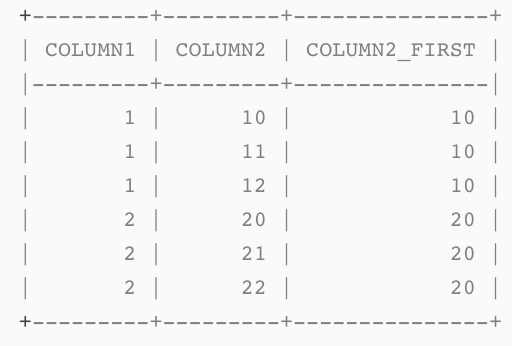 +---------+---------+---------------+
| COLUMN1 | COLUMN2 | COLUMN2_FIRST |
|---------+---------+---------------|
|       1 |      10 |            10 |
|       1 |      11 |            10 |
|       1 |      12 |            10 |
|       2 |      20 |            20 |
|       2 |      21 |            20 |
|       2 |      22 |            20 |
+---------+---------+---------------+